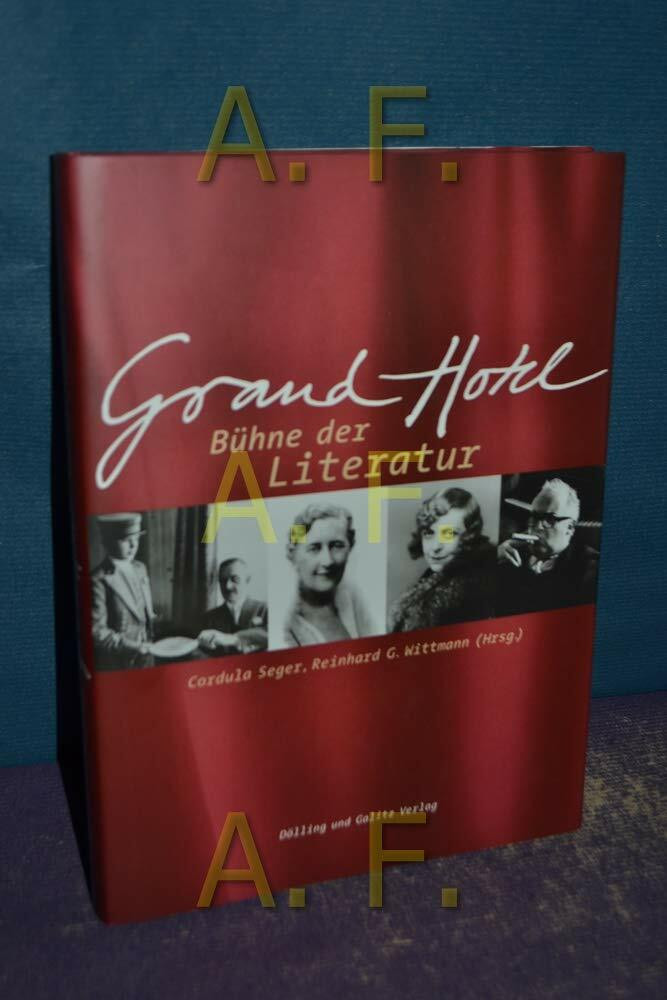 A. F.
Grand Hotel
Bühne der
Literatur
A. F.
Cordula Seger, Reinhard G. Wittmann (Hrsg.)
Dölling und Galitz Verlag
A. F.